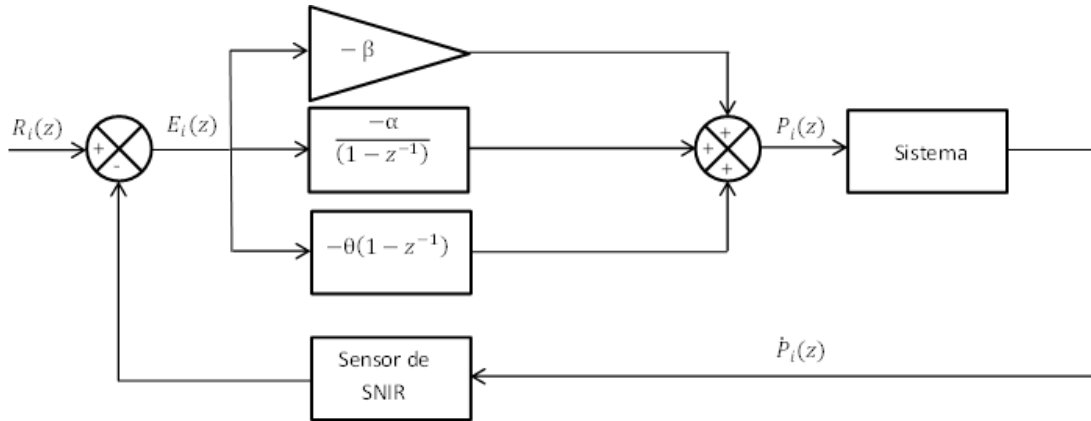 − β
R_i(z)
E_i(z)
+
-
−α
(1 − z⁻¹)
+
+
+
P_i(z)
Sistema
−θ(1 − z⁻¹)
Sensor de
SNIR
Ṗ_i(z)